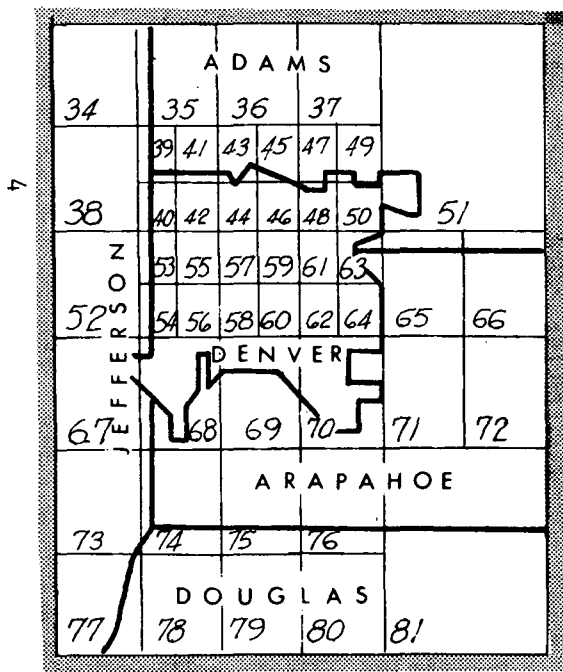 ADAMS
34 35 36 37
39 41 43 45 47 49
4
38 40 42 44 46 48 50 51
JEFFERSON
53 55 57 59 61 63
52 54 56 58 60 62 64 65 66
DENVER
67 68 69 70 71 72
ARAPAHOE
73 74 75 76
DOUGLAS
77 78 79 80 81